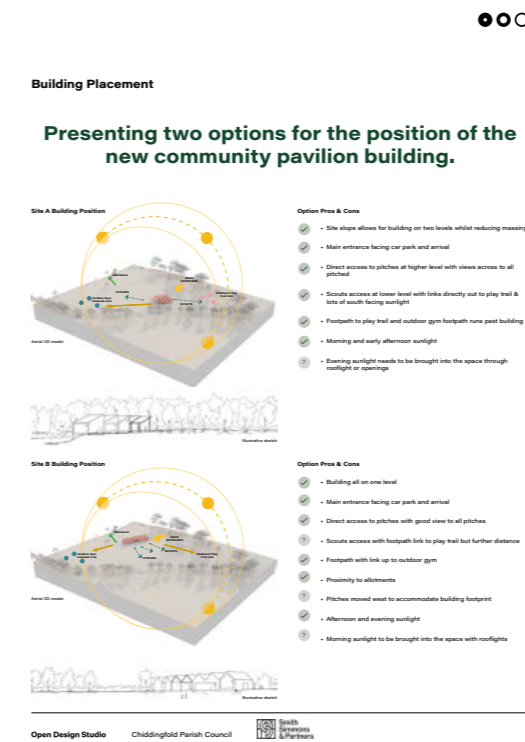 Building Placement
Presenting two options for the position of the
new community pavilion building.
Site A Building Position
Aerial 3D model.
Illustrative sketch
Option Pros & Cons
• Site slope allows for building on two levels whilst reducing massing
• Main entrance facing car park and arrival
• Direct access to pitches at higher level with views across to all
pitched
• Scouts access at lower level with links directly out to play trail &
lots of south facing sunlight
• Footpath to play trail and outdoor gym footpath runs past building
• Morning and early afternoon sunlight
? • Evening sunlight needs to be brought into the space through
rooflight or openings
Site B Building Position
Aerial 3D model.
Illustrative sketch
Option Pros & Cons
• Building all on one level
• Main entrance facing car park and arrival
• Direct access to pitches with good view to all pitches
? • Scouts access with footpath link to play trail but further distance
• Footpath with link up to outdoor gym
• Proximity to allotments
? • Pitches moved west to accommodate building footprint
• Afternoon and evening sunlight
? • Morning sunlight to be brought into the space with rooflights
Open Design Studio
Chiddingfold Parish Council
Smith
Simmons
& Partners